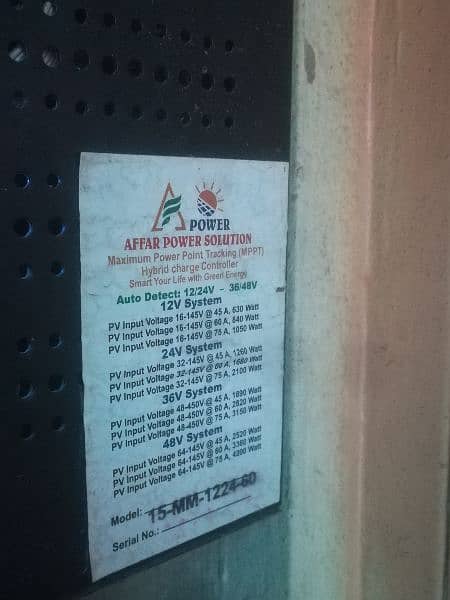 POWER
AFFAR POWER SOLUTION
Maximum Power Point Tracking (MPPT)
Hybrid charge Controller
Smart Your Life with Green Energy
Auto Detect: 12/24V - 36/48V
12V System
PV Input Voltage 16-145V @ 45 A, 630 Watt
PV Input Voltage 16-145V @ 60 A, 840 Watt
PV Input Voltage 16-145V @ 75 A, 1050 Watt
24V System
PV Input Voltage 32-145V @ 45 A, 1260 Watt
PV Input Voltage 32-145V @ 60 A, 1680 Watt
PV Input Voltage 32-145V @ 75 A, 2100 Watt
36V System
PV Input Voltage 48-450V @ 45 A, 1890 Watt
PV Input Voltage 48-450V @ 60 A, 2520 Watt
PV Input Voltage 48-450V @ 75 A, 3150 Watt
48V System
PV Input Voltage 64-145V @ 45 A, 2520 Watt
PV Input Voltage 64-145V @ 60 A, 3360 Watt
PV Input Voltage 64-145V @ 75 A, 4200 Watt
Model: 15-MM-1224-60
Serial No.: